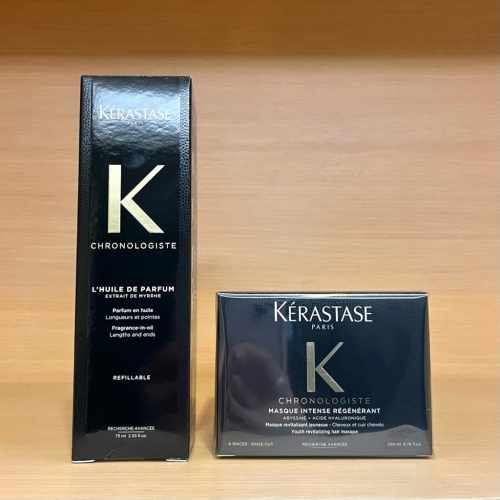 KÉRASTASE
PARIS
K
CHRONOLOGISTE
L'HUILE DE PARFUM
EXTRAIT DE MYRRHE
Parfum en huile
Longueurs et pointes
Fragrance-in-oil
Lengths and ends
REFILLABLE
RECHERCHE AVANCÉE
75 ml 2.53 fl.oz.
KÉRASTASE
PARIS
K
CHRONOLOGISTE
MASQUE INTENSE RÉGÉNÉRANT
ABYSSINE + ACIDE HYALURONIQUE
Masque revitalisant jeunesse - Cheveux et cuir chevelu
Youth revitalizing hair masque
À RINCER - RINSE-OUT
RECHERCHE AVANCÉE
200 ml 6.76 fl.oz.